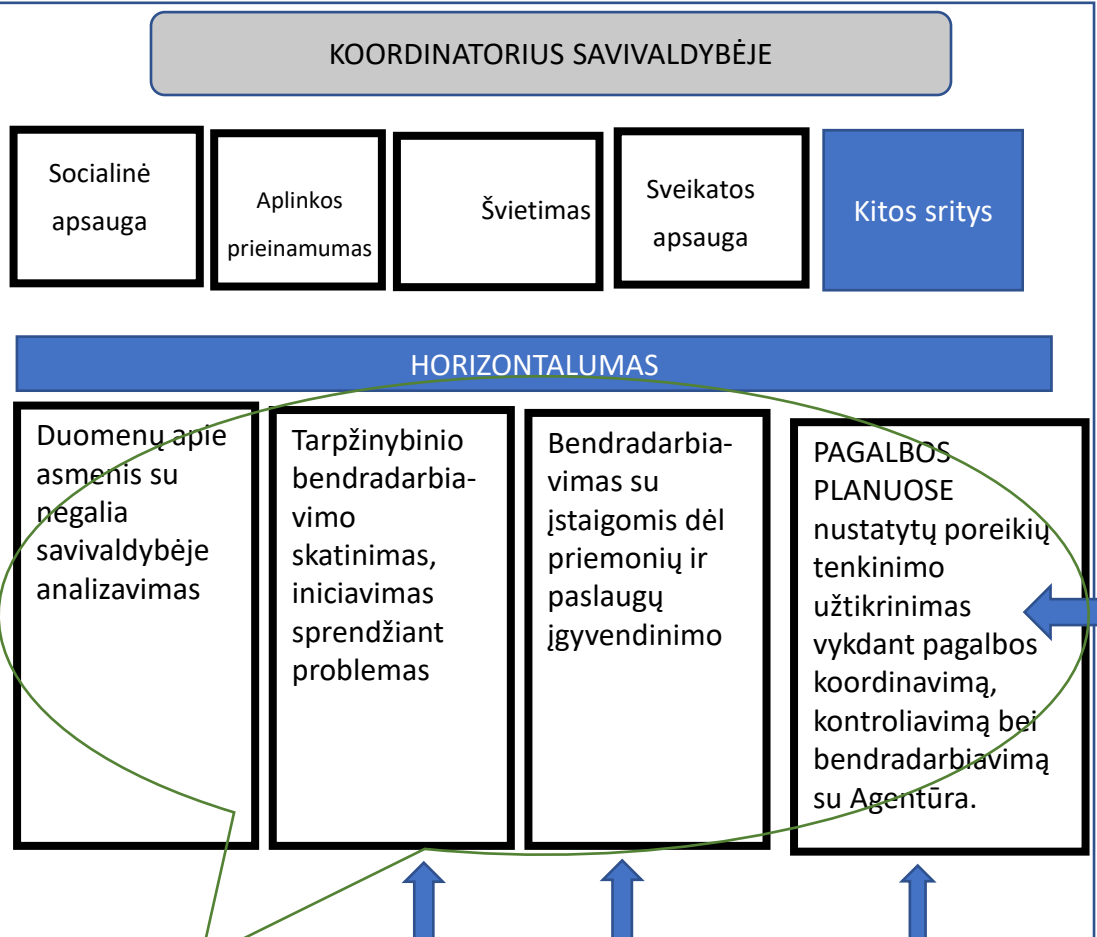 KOORDINATORIUS SAVIVALDYBĖJE
Socialinė
apsauga
Aplinkos
prieinamumas
Švietimas
Sveikatos
apsauga
Kitos sritys
HORIZONTALUMAS
Duomenų apie
asmenis su
negalia
savivaldybėje
analizavimas
Tarpžinybinio
bendradarbia-
vimo
skatinimas,
iniciavimas
sprendžiant
problemas
Bendradarbia-
vimas su
įstaigomis dėl
priemonių ir
paslaugų
įgyvendinimo
PAGALBOS
PLANUOSE
nustatytų poreikių
tenkinimo
užtikrinimas
vykdant pagalbos
koordinavimą,
kontroliavimą bei
bendradarbiavimą
su Agentūra.